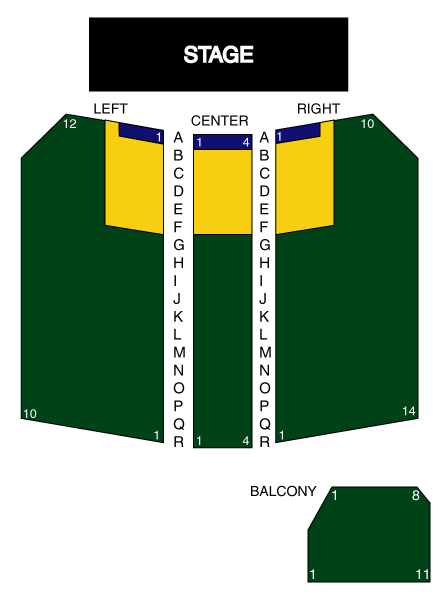 STAGE
LEFT
CENTER
RIGHT
12
1
1 4
1
10
A A
B B
C C
D D
E E
F F
G G
H H
I I
J J
K K
L L
M M
N N
O O
P P
Q Q
R R
10
1
1 4
1
14
BALCONY
1 8
1 11